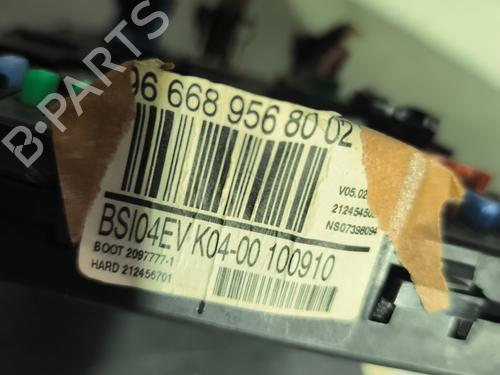 96 668 956 80 02
V05.02
BSI04EV K04-00 100910
BOOT 2097777-1
HARD 212456701
B-PARTS